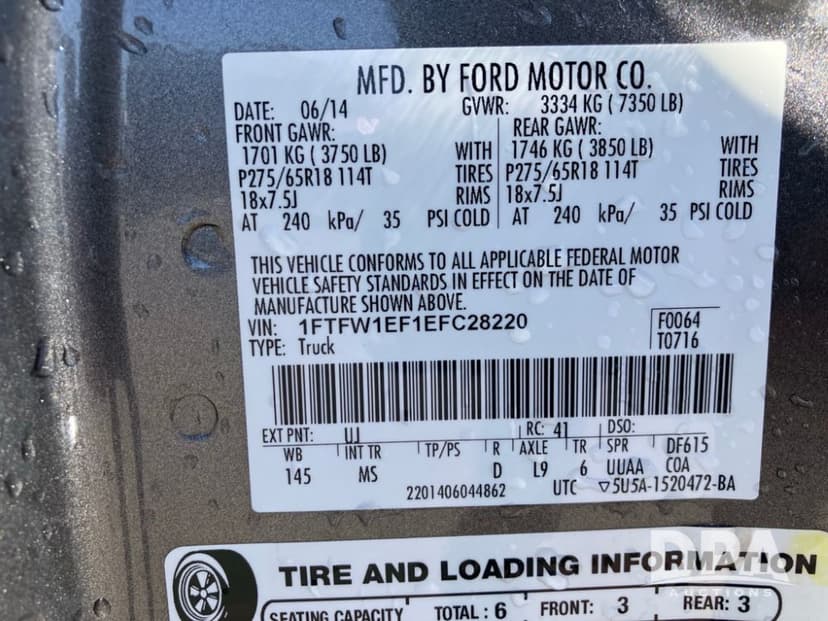 MFD. BY FORD MOTOR CO.
DATE: 06/14 GVWR: 3334 KG ( 7350 LB)
FRONT GAWR: REAR GAWR:
1701 KG ( 3750 LB) WITH 1746 KG ( 3850 LB) WITH
P275/65R18 114T TIRES P275/65R18 114T TIRES
18x7.5J RIMS 18x7.5J RIMS
AT 240 kPa/ 35 PSI COLD AT 240 kPa/ 35 PSI COLD
THIS VEHICLE CONFORMS TO ALL APPLICABLE FEDERAL MOTOR
VEHICLE SAFETY STANDARDS IN EFFECT ON THE DATE OF
MANUFACTURE SHOWN ABOVE.
VIN: 1FTFW1EF1EFC28220 F0064
TYPE: Truck T0716
EXT PNT: UJ RC: 41 DSO:
WB INT TR TP/PS R AXLE TR SPR DF615
145 MS D L9 6 UUAA COA
2201406044862 UTC ▽5U5A-1520472-BA
TIRE AND LOADING INFORMATION
SEATING CAPACITY TOTAL : 6 FRONT: 3 REAR: 3
DPA
AUCTIONS